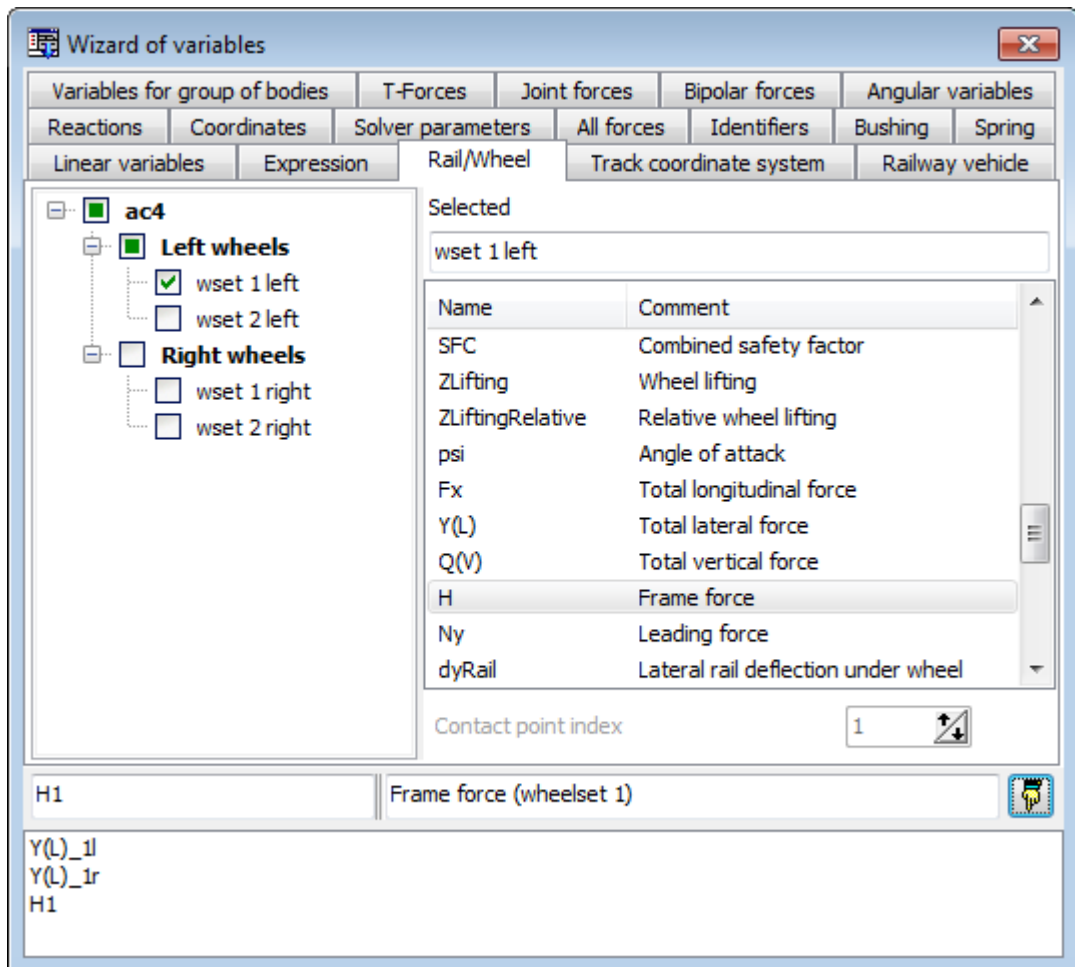 Wizard of variables
Variables for group of bodies T-Forces Joint forces Bipolar forces Angular variables
Reactions Coordinates Solver parameters All forces Identifiers Bushing Spring
Linear variables Expression Rail/Wheel Track coordinate system Railway vehicle
ac4
Left wheels
wset 1 left
wset 2 left
Right wheels
wset 1 right
wset 2 right
Selected
wset 1 left
Name Comment
SFC Combined safety factor
ZLifting Wheel lifting
ZLiftingRelative Relative wheel lifting
psi Angle of attack
Fx Total longitudinal force
Y(L) Total lateral force
Q(V) Total vertical force
H Frame force
Ny Leading force
dyRail Lateral rail deflection under wheel
Contact point index 1
H1 Frame force (wheelset 1)
Y(L)_1l
Y(L)_1r
H1